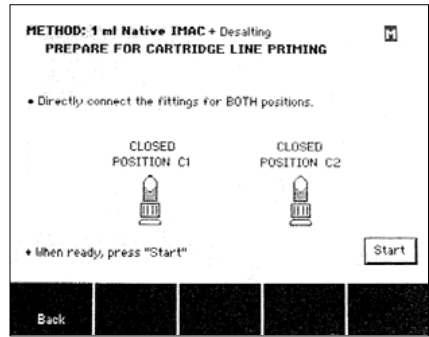 METHOD: 1 ml Native IMAC + Desalting
M
PREPARE FOR CARTRIDGE LINE PRIMING
• Directly connect the fittings for BOTH positions.
CLOSED CLOSED
POSITION C1 POSITION C2
• When ready, press "Start"
Start
Back